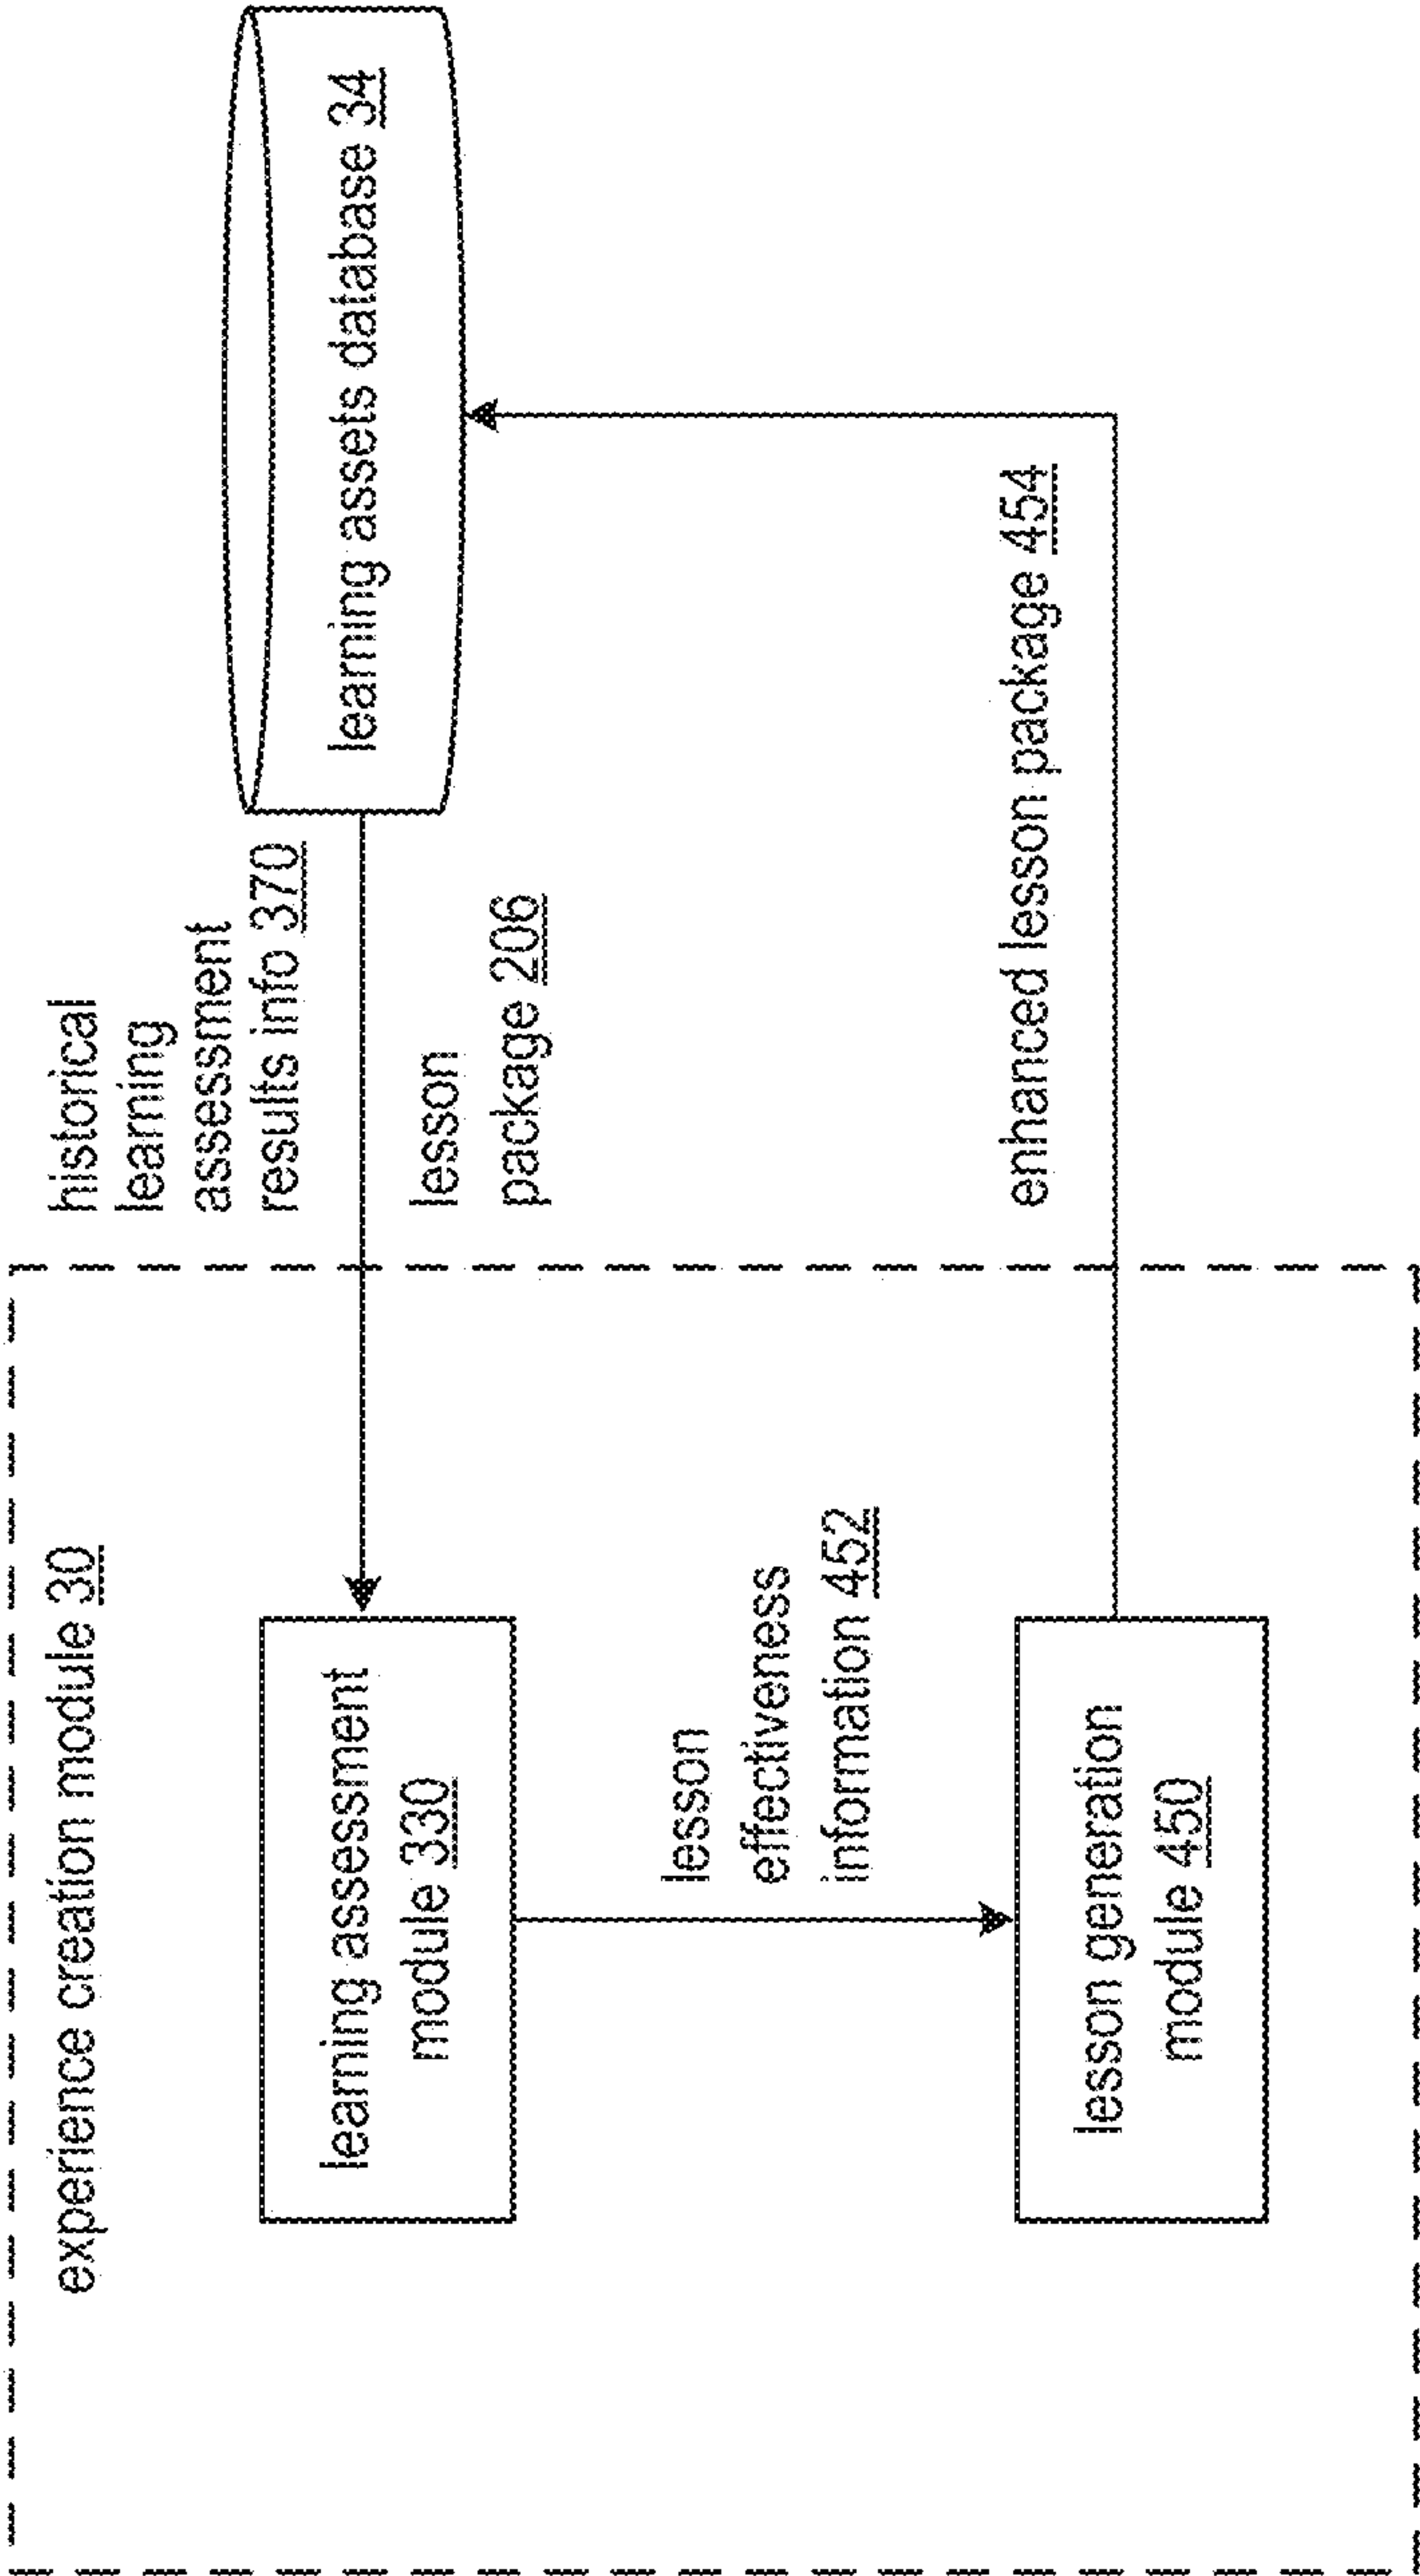 experience creation module 30
historical
learning
assessment
results info 370
learning assets database 34
lesson
package 206
learning assessment
module 330
lesson
effectiveness
information 452
enhanced lesson package 454
lesson generation
module 450